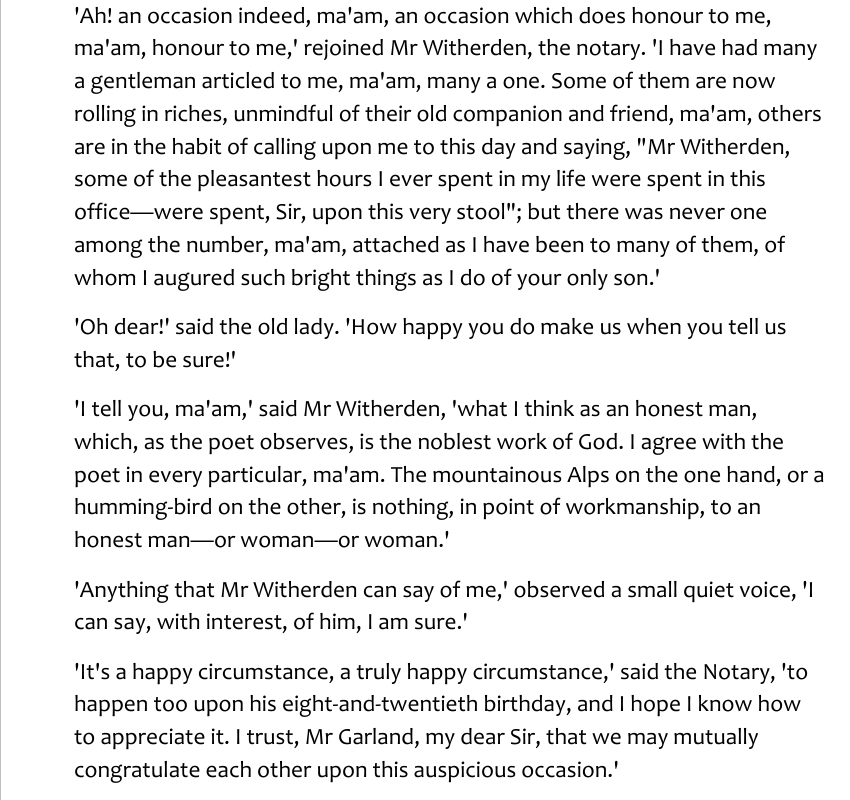 'Ah! an occasion indeed, ma'am, an occasion which does honour to me,
ma'am, honour to me,' rejoined Mr Witherden, the notary. 'I have had many
a gentleman articled to me, ma'am, many a one. Some of them are now
rolling in riches, unmindful of their old companion and friend, ma'am, others
are in the habit of calling upon me to this day and saying, "Mr Witherden,
some of the pleasantest hours I ever spent in my life were spent in this
office—were spent, Sir, upon this very stool"; but there was never one
among the number, ma'am, attached as I have been to many of them, of
whom I augured such bright things as I do of your only son.'
'Oh dear!' said the old lady. 'How happy you do make us when you tell us
that, to be sure!'
'I tell you, ma'am,' said Mr Witherden, 'what I think as an honest man,
which, as the poet observes, is the noblest work of God. I agree with the
poet in every particular, ma'am. The mountainous Alps on the one hand, or a
humming-bird on the other, is nothing, in point of workmanship, to an
honest man—or woman—or woman.'
'Anything that Mr Witherden can say of me,' observed a small quiet voice, 'I
can say, with interest, of him, I am sure.'
'It's a happy circumstance, a truly happy circumstance,' said the Notary, 'to
happen too upon his eight-and-twentieth birthday, and I hope I know how
to appreciate it. I trust, Mr Garland, my dear Sir, that we may mutually
congratulate each other upon this auspicious occasion.'